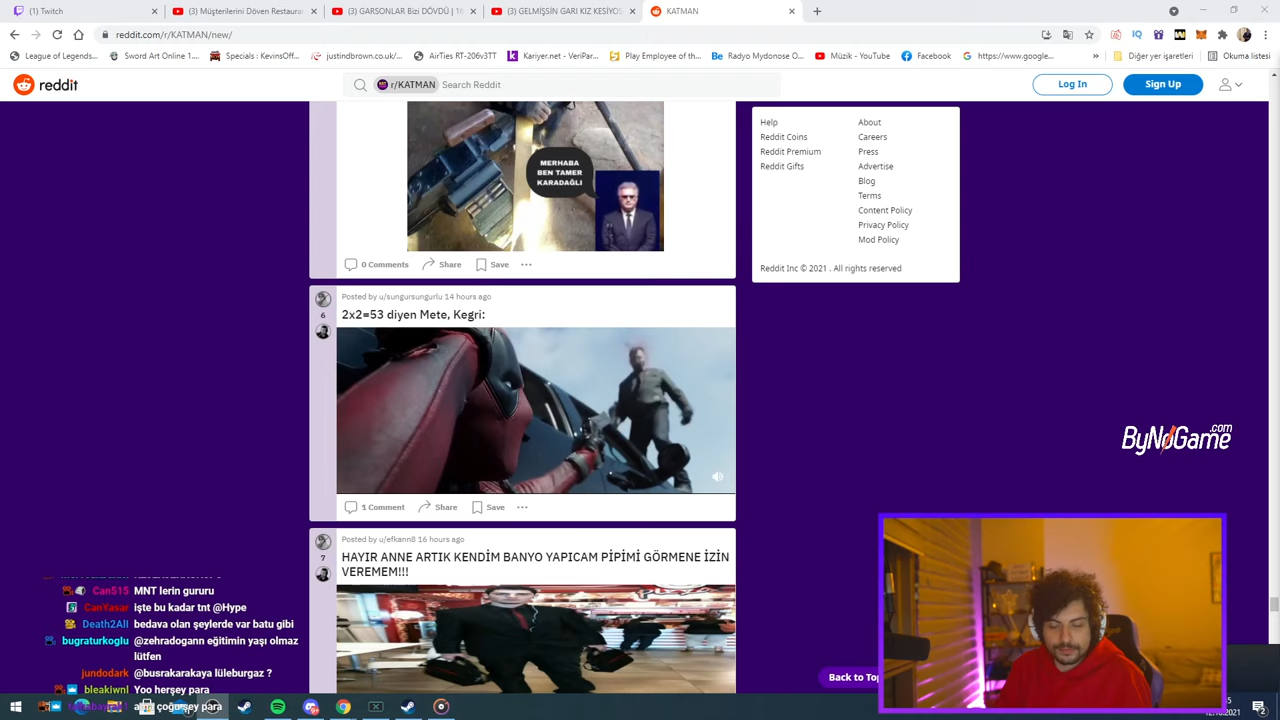 (1) Twitch
(3) Müşterilerini Döven Restaura
(3) GARSONLAR Bizi DÖVDÜ | 16
(3) GELMİŞSİN GARI KIZ KESİYOS
KATMAN
reddit.com/r/KATMAN/new/
League of Legends...
Sword Art Online 1....
Specials : KevinsOff...
justindbrown.co.uk/...
AirTies RT-206v3TT
Kariyer.net - VeriPar...
Play Employee of th...
Radyo Mydonose O...
Müzik - YouTube
Facebook
https://www.google...
Diğer yer işaretleri
Okuma listesi
reddit
r/KATMAN
Search Reddit
Log In
Sign Up
MERHABA
BEN TAMER
KARADAĞLI
0 Comments
Share
Save
Posted by u/sungursungurlu 14 hours ago
6
2x2=53 diyen Mete, Kegri:
1 Comment
Share
Save
Posted by u/efkann8 16 hours ago
7
HAYIR ANNE ARTIK KENDİM BANYO YAPICAM PİPİMİ GÖRMENE İZİN
VEREMEM!!!
Help
Reddit Coins
Reddit Premium
Reddit Gifts
About
Careers
Press
Advertise
Blog
Terms
Content Policy
Privacy Policy
Mod Policy
Reddit Inc © 2021 . All rights reserved
ByNoGame.com
Back to Top
Can515 MNT lerin gururu
CanYasar işte bu kadar tnt @Hype
Death2All bedava olan şeylerde var batu gibi
bugraturkoglu @zehradogann eğitimin yaşı olmaz
lütfen
jundodark @busrakarakaya lüleburgaz ?
bleakiwnl Yoo herşey para
ama çoğu şey para
2